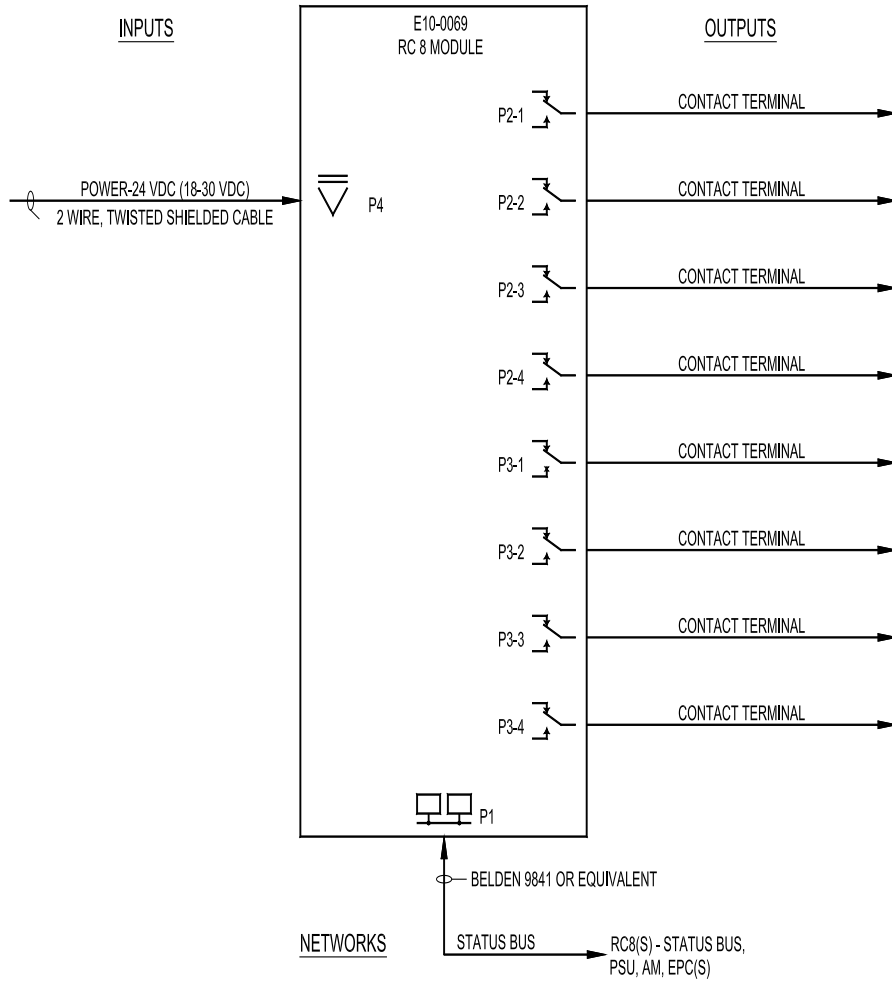 INPUTS
E10-0069
RC 8 MODULE
OUTPUTS
P2-1
CONTACT TERMINAL
POWER-24 VDC (18-30 VDC)
2 WIRE, TWISTED SHIELDED CABLE
P4
P2-2
CONTACT TERMINAL
P2-3
CONTACT TERMINAL
P2-4
CONTACT TERMINAL
P3-1
CONTACT TERMINAL
P3-2
CONTACT TERMINAL
P3-3
CONTACT TERMINAL
P3-4
CONTACT TERMINAL
P1
BELDEN 9841 OR EQUIVALENT
NETWORKS
STATUS BUS
RC8(S) - STATUS BUS,
PSU, AM, EPC(S)